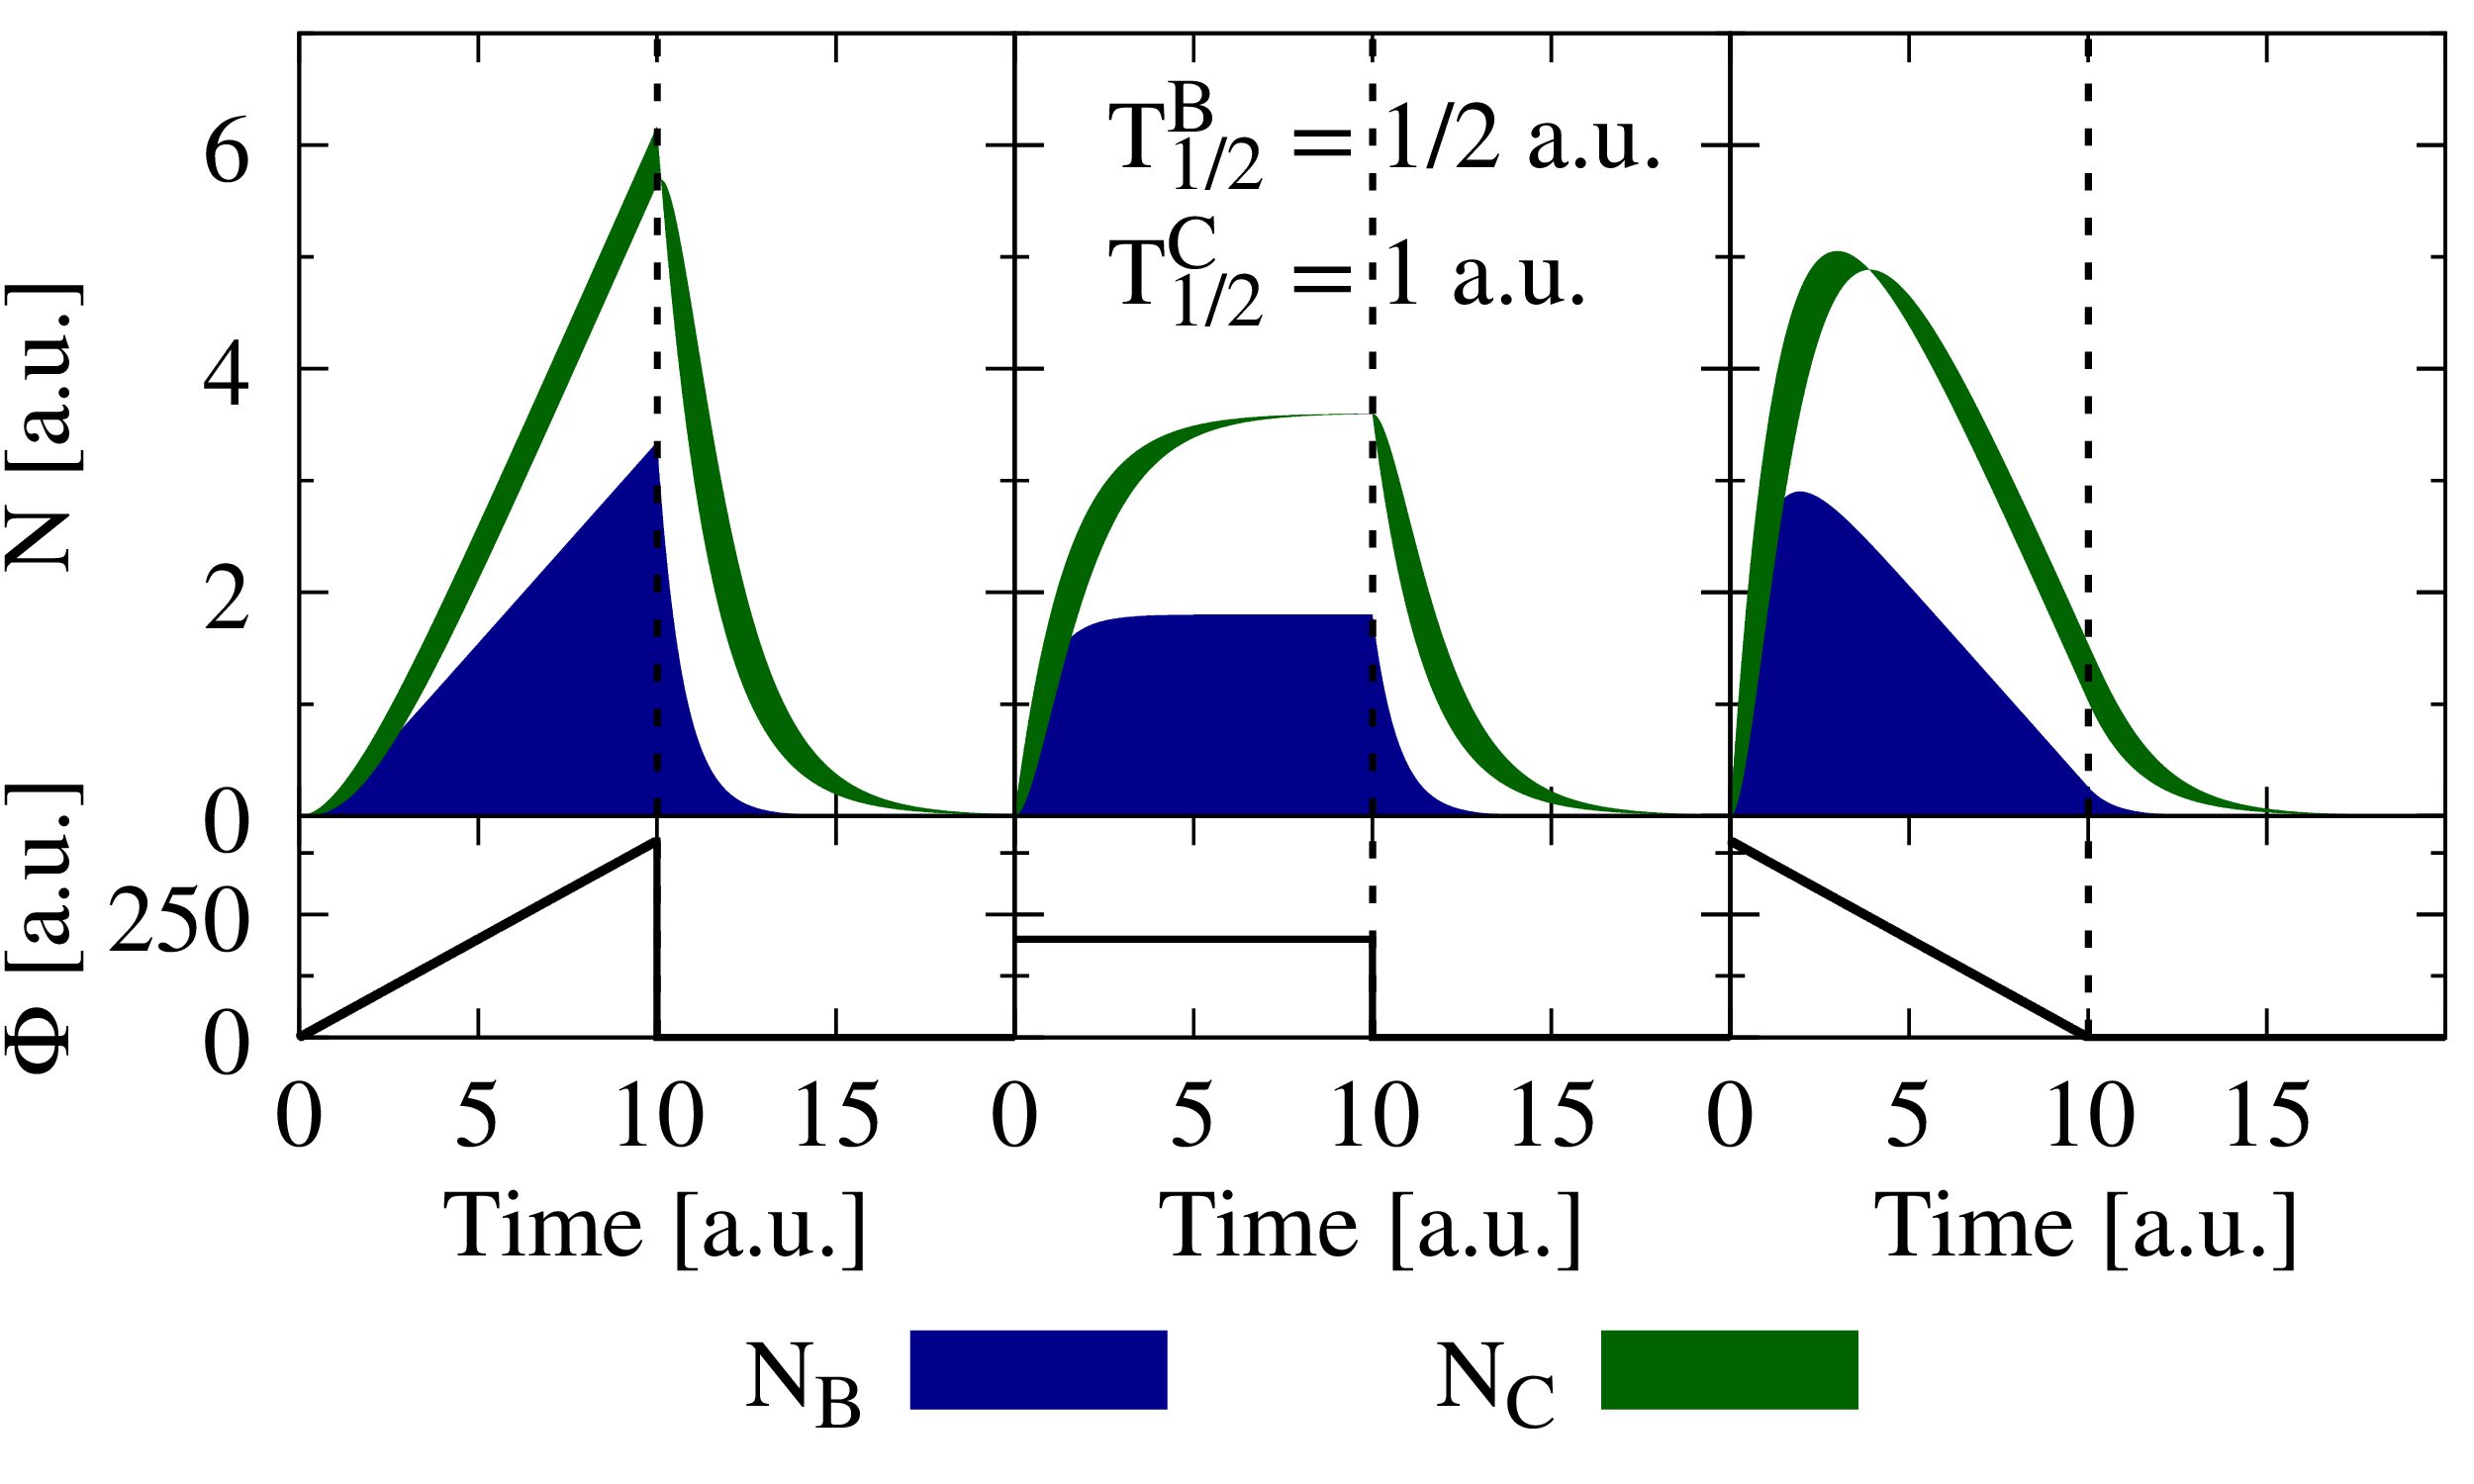 N [a.u.]
6
4
2
0
T^B_1/2 = 1/2 a.u.
T^C_1/2 = 1 a.u.
Φ [a.u.]
250
0
0 5 10 15 0 5 10 15 0 5 10 15
Time [a.u.] Time [a.u.] Time [a.u.]
N_B N_C